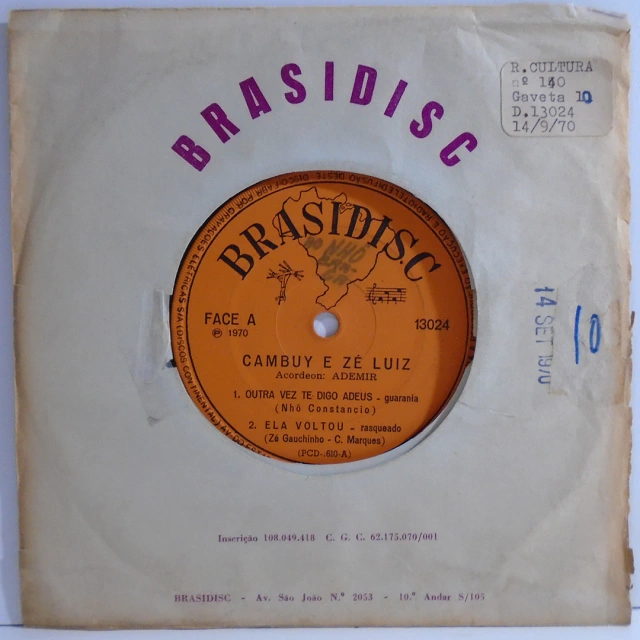 BRASIDISC
R. CULTURA
nº 140
Gaveta 10
D.13024
14/9/70
BRASIDISC
FACE A
℗ 1970
13024
CAMBUY E ZÉ LUIZ
Acordeon: ADEMIR
1. OUTRA VEZ TE DIGO ADEUS - guarania
(Nhô Constancio)
2. ELA VOLTOU - rasqueado
(Zé Gauchinho - C. Marques)
(PCD-.610-A)
14 SET 1970
10
Inscrição 108.049.418 C. G. C. 62.175.070/001
BRASIDISC - Av. São João N.º 2053 - 10.º Andar S/105